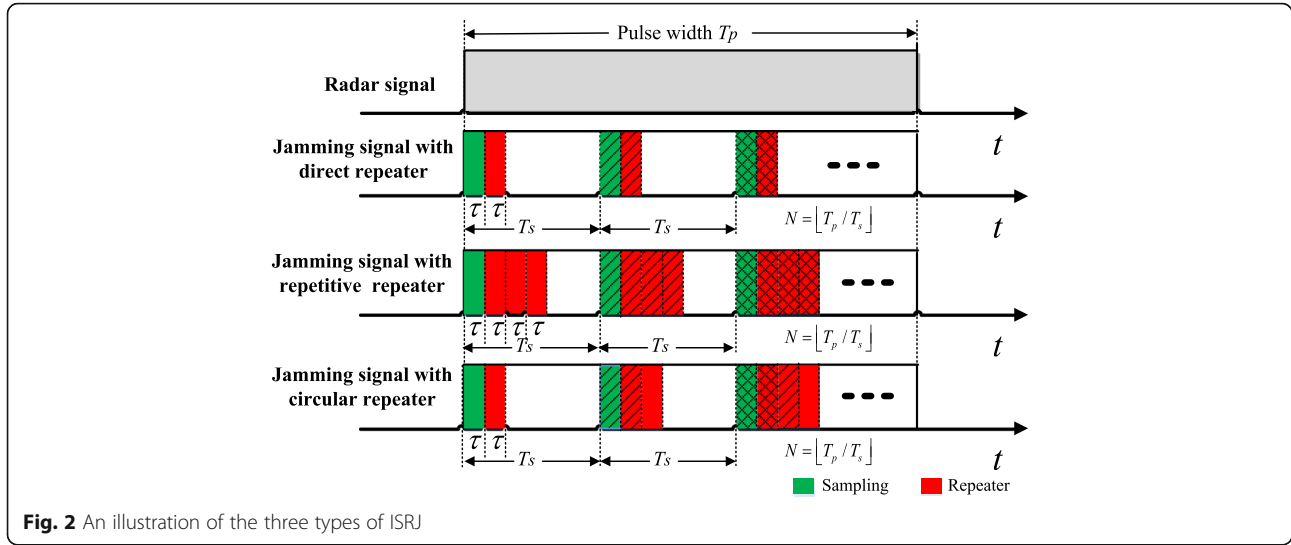 Pulse width Tp
Radar signal
t
Jamming signal with
direct repeater
τ τ
Ts Ts
N = ⌊Tp / Ts⌋
t
Jamming signal with
repetitive repeater
τ τ τ τ
Ts Ts
N = ⌊Tp / Ts⌋
t
Jamming signal with
circular repeater
τ τ
Ts Ts
N = ⌊Tp / Ts⌋
t
Sampling Repeater
Fig. 2 An illustration of the three types of ISRJ